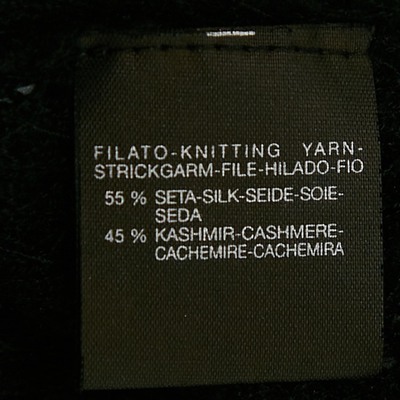 FILATO-KNITTING YARN-
STRICKGARM-FILE-HILADO-FIO
55 % SETA-SILK-SEIDE-SOIE-
SEDA
45 % KASHMIR-CASHMERE-
CACHEMIRE-CACHEMIRA